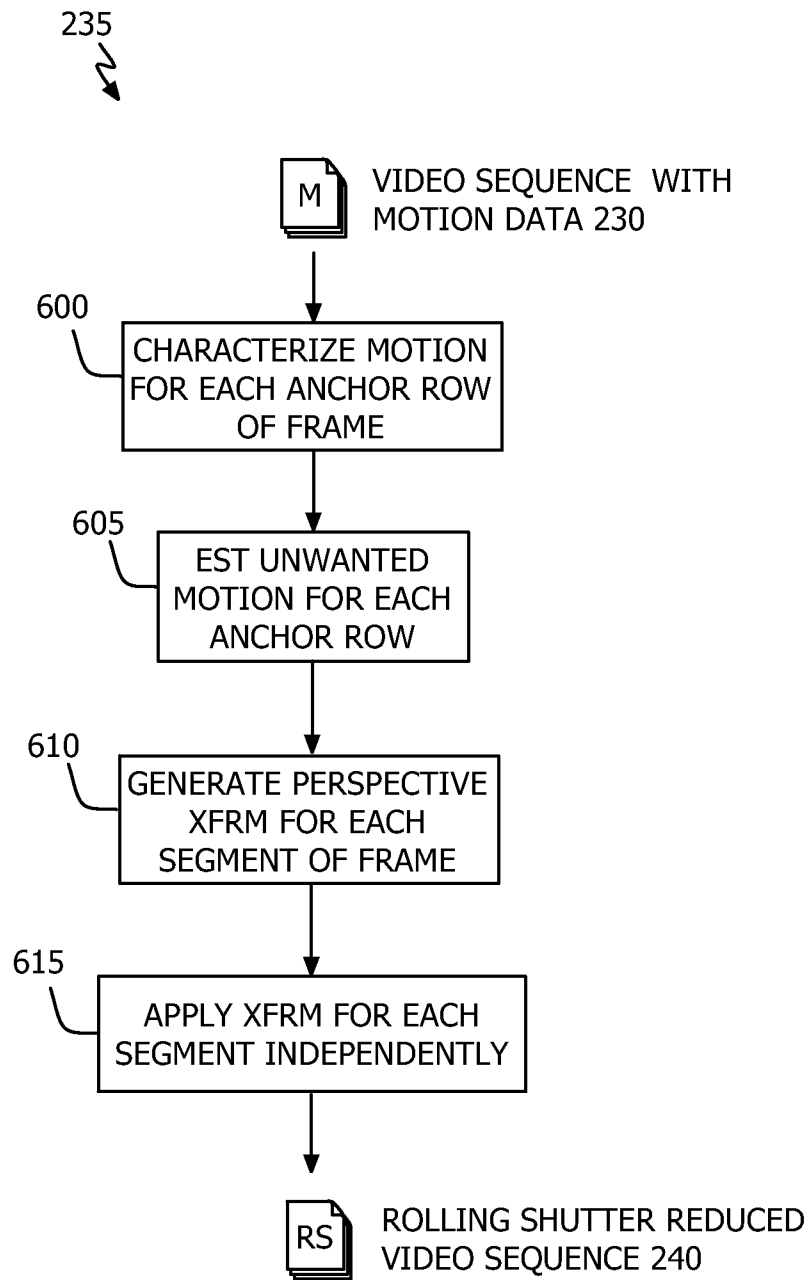 235
M
VIDEO SEQUENCE WITH
MOTION DATA 230
600
CHARACTERIZE MOTION
FOR EACH ANCHOR ROW
OF FRAME
605
EST UNWANTED
MOTION FOR EACH
ANCHOR ROW
610
GENERATE PERSPECTIVE
XFRM FOR EACH
SEGMENT OF FRAME
615
APPLY XFRM FOR EACH
SEGMENT INDEPENDENTLY
RS
ROLLING SHUTTER REDUCED
VIDEO SEQUENCE 240